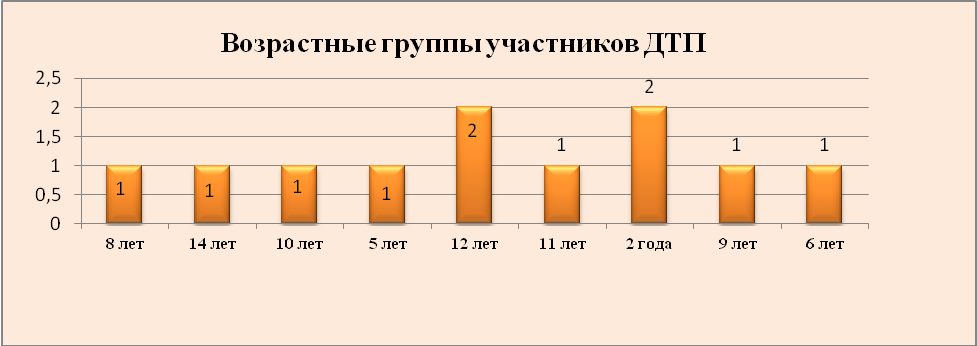 Возрастные группы участников ДТП
2,5
2
1,5
1
0,5
0
1
1
1
1
2
1
2
1
1
8 лет
14 лет
10 лет
5 лет
12 лет
11 лет
2 года
9 лет
6 лет